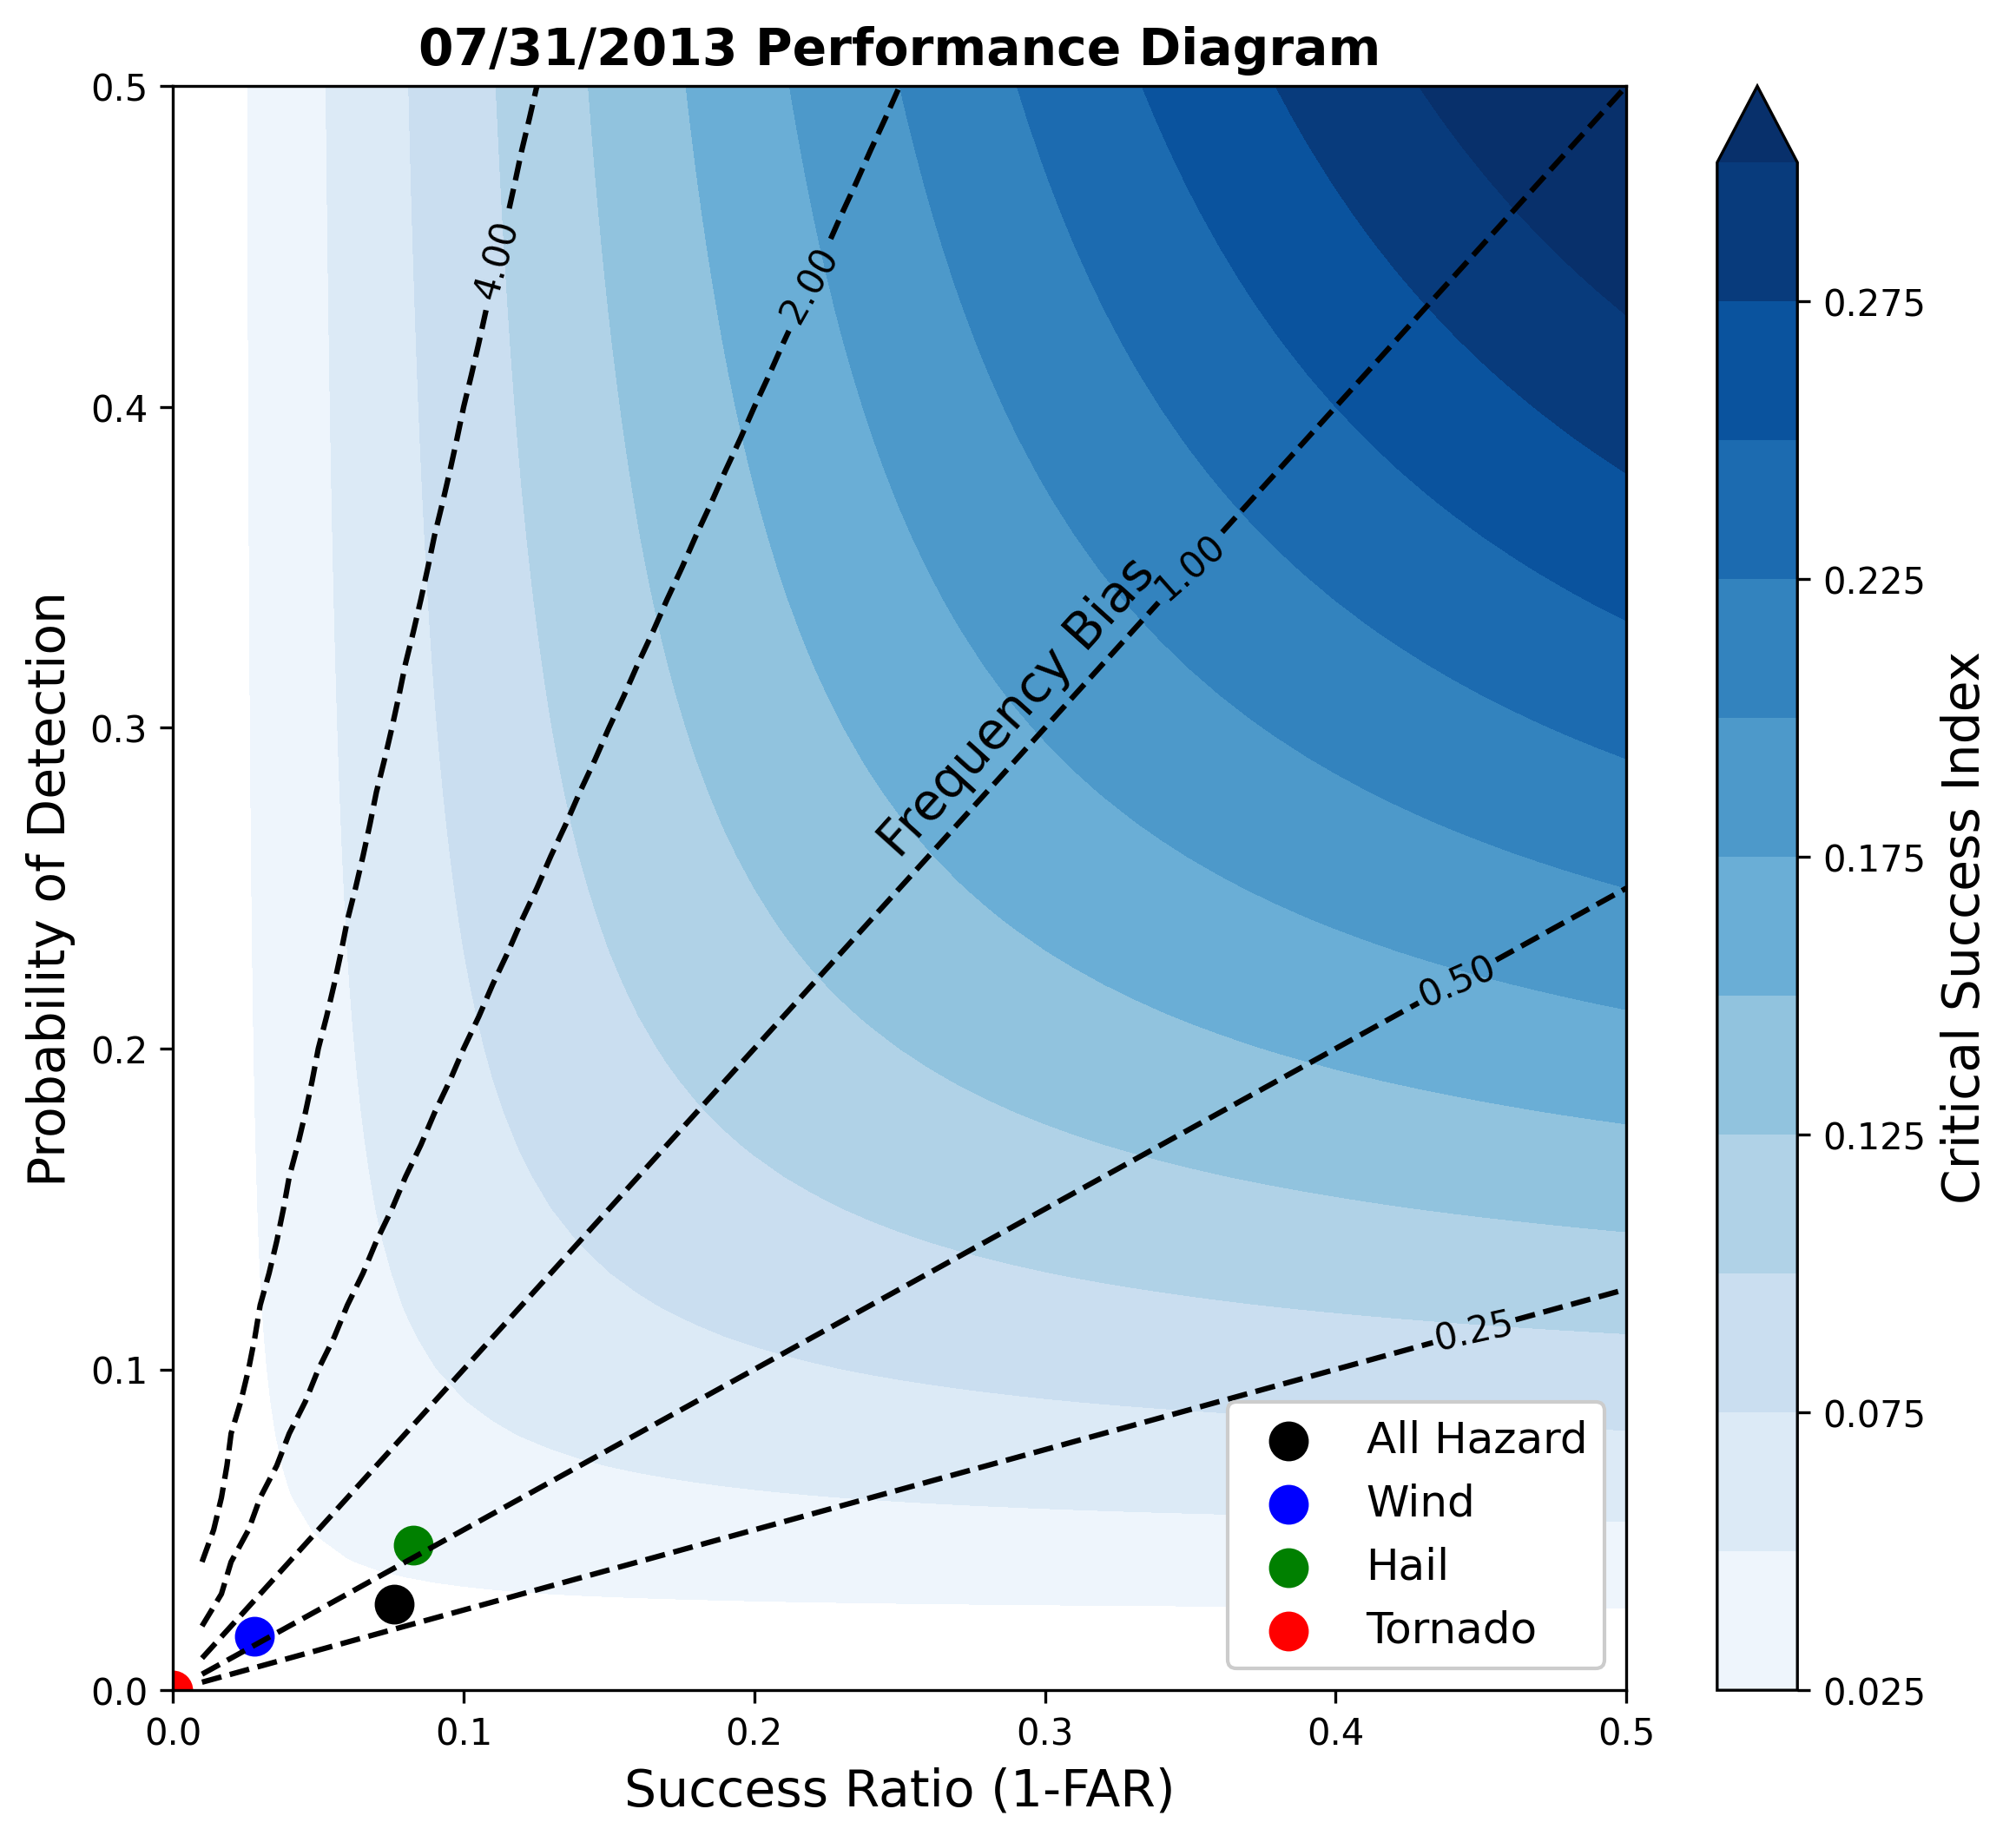 07/31/2013 Performance Diagram
0.5
0.4
0.3
0.2
0.1
0.0
Probability of Detection
4.00
2.00
1.00
Frequency Bias
0.50
0.25
All Hazard
Wind
Hail
Tornado
0.0 0.1 0.2 0.3 0.4 0.5
Success Ratio (1-FAR)
0.275
0.225
0.175
0.125
0.075
0.025
Critical Success Index